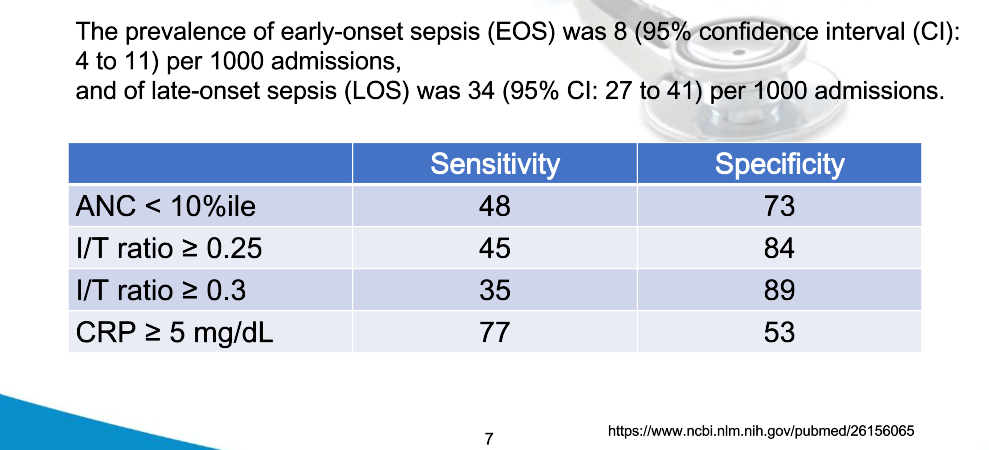 The prevalence of early-onset sepsis (EOS) was 8 (95% confidence interval (CI):
4 to 11) per 1000 admissions,
and of late-onset sepsis (LOS) was 34 (95% CI: 27 to 41) per 1000 admissions.
Sensitivity Specificity
ANC < 10%ile 48 73
I/T ratio ≥ 0.25 45 84
I/T ratio ≥ 0.3 35 89
CRP ≥ 5 mg/dL 77 53
7
https://www.ncbi.nlm.nih.gov/pubmed/26156065